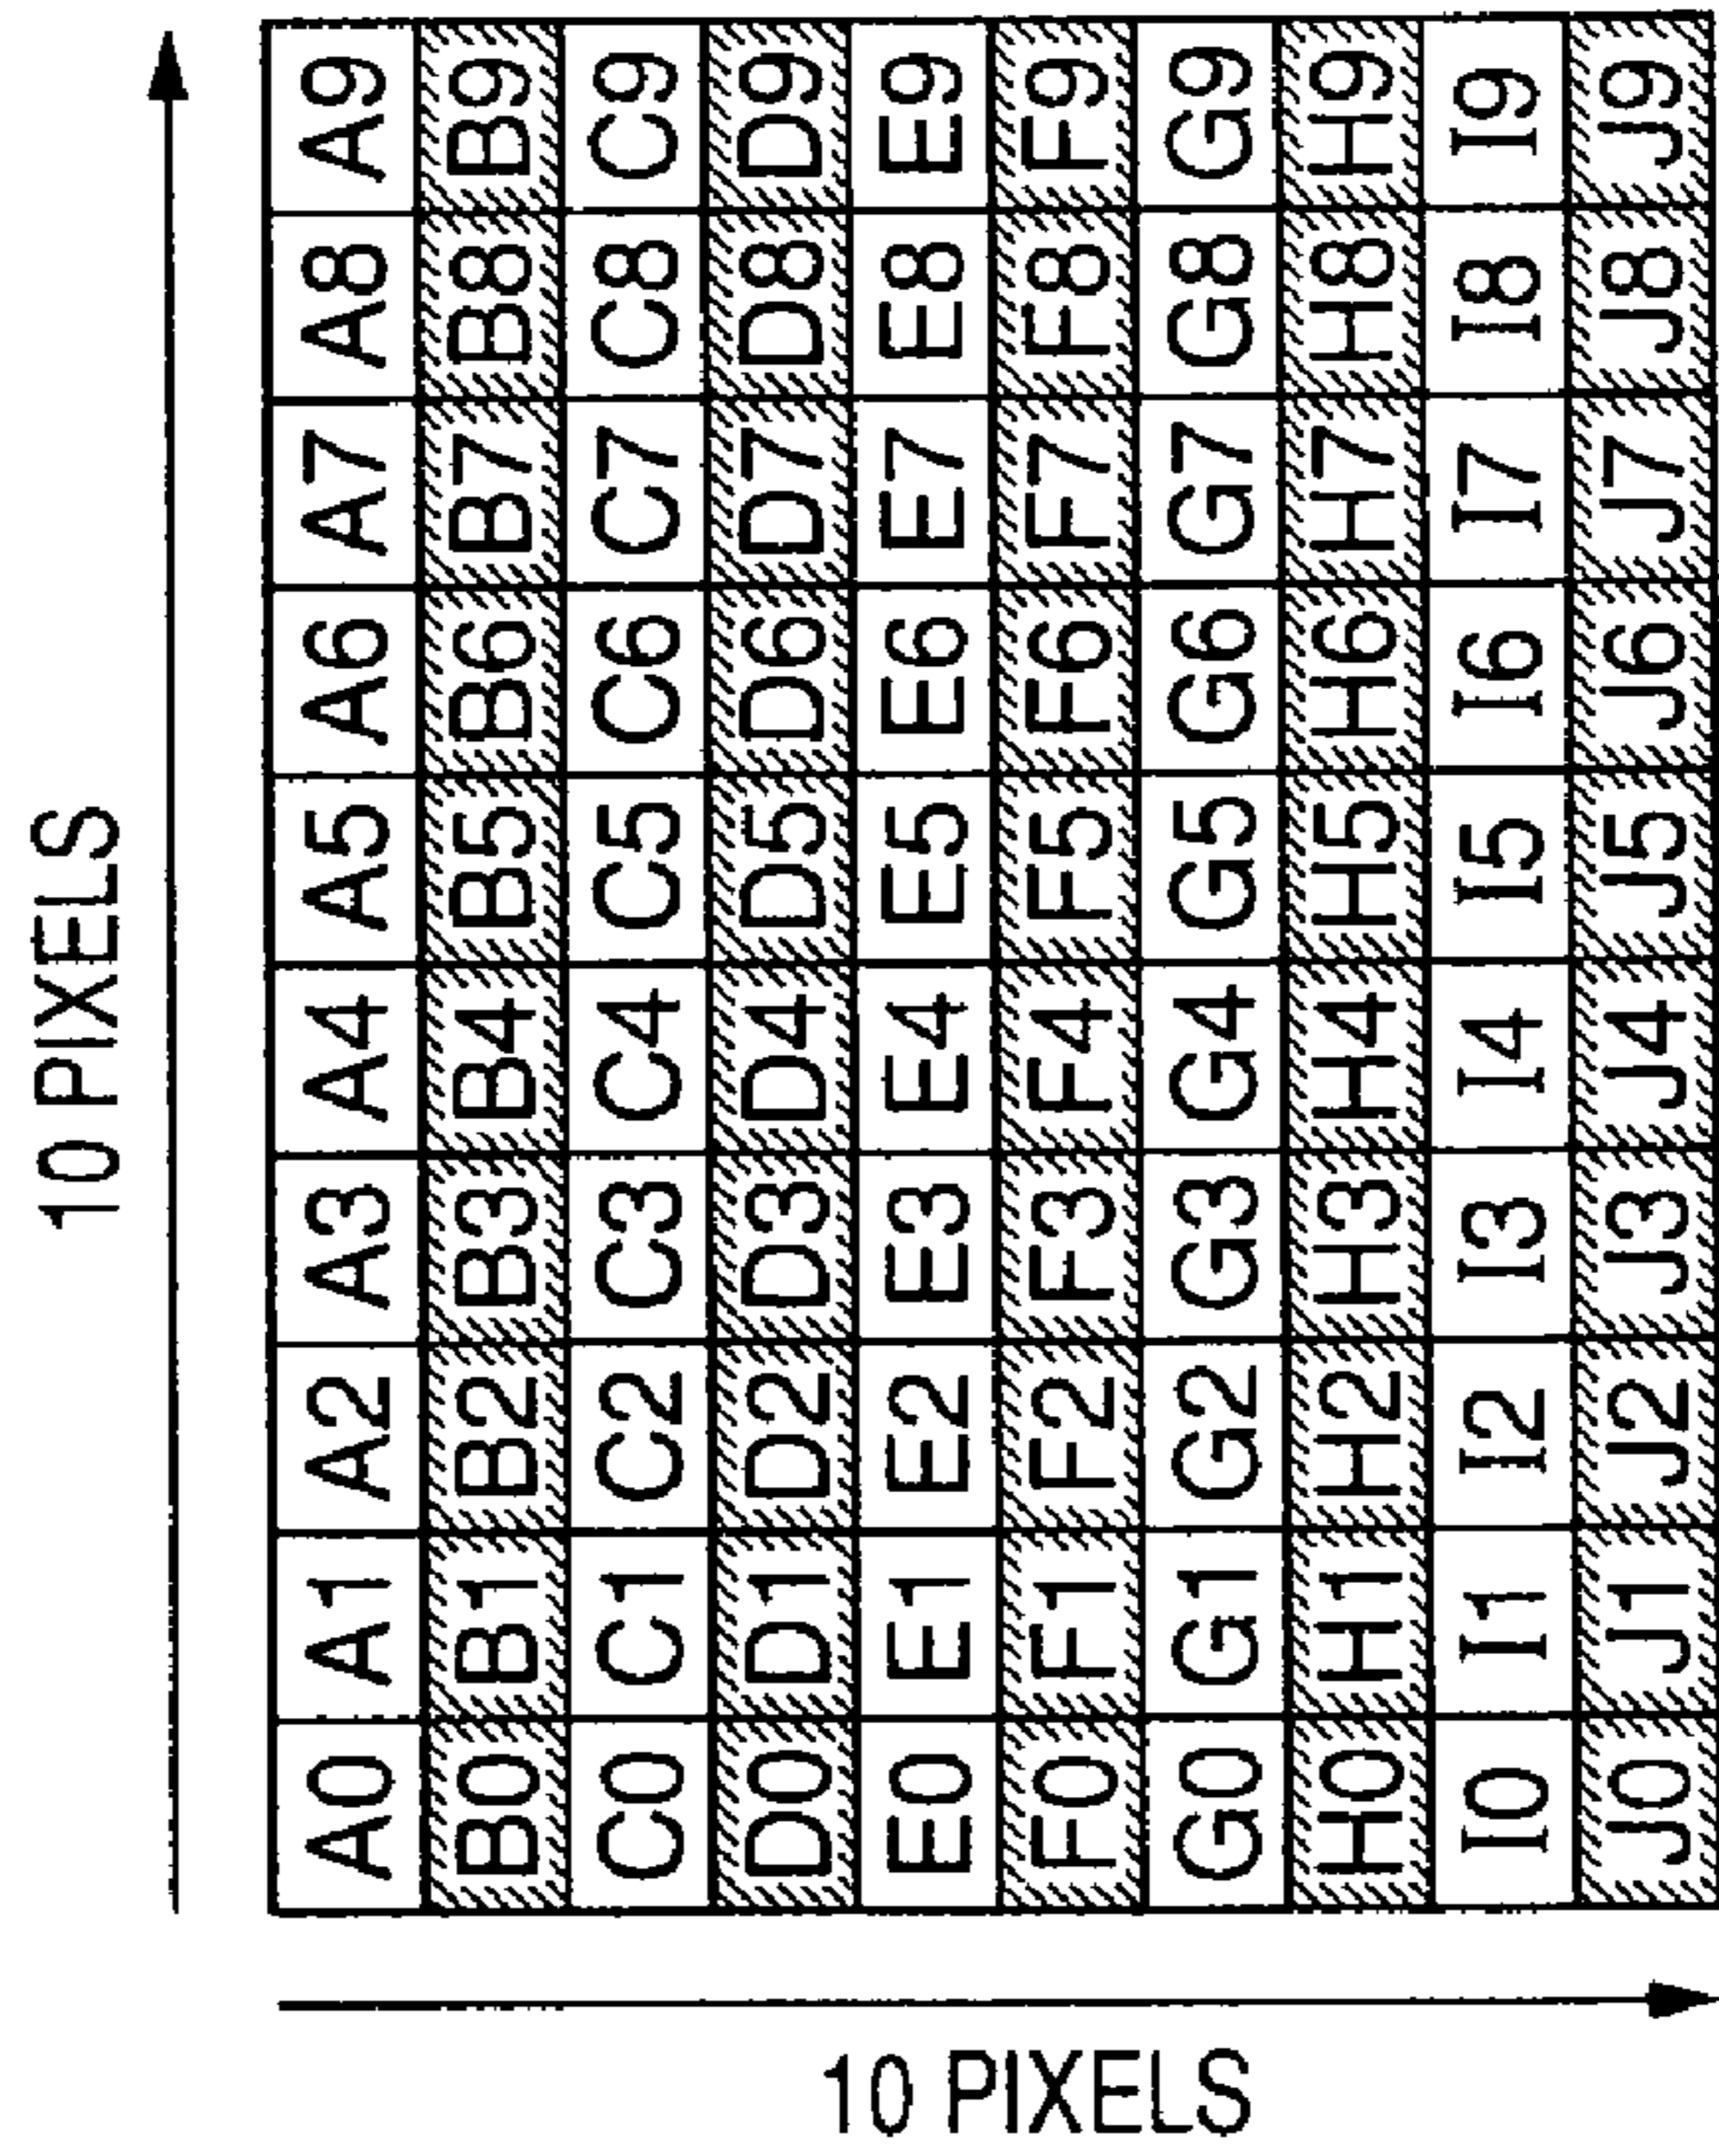 10 PIXELS
A0 A1 A2 A3 A4 A5 A6 A7 A8 A9
B0 B1 B2 B3 B4 B5 B6 B7 B8 B9
C0 C1 C2 C3 C4 C5 C6 C7 C8 C9
D0 D1 D2 D3 D4 D5 D6 D7 D8 D9
E0 E1 E2 E3 E4 E5 E6 E7 E8 E9
F0 F1 F2 F3 F4 F5 F6 F7 F8 F9
G0 G1 G2 G3 G4 G5 G6 G7 G8 G9
H0 H1 H2 H3 H4 H5 H6 H7 H8 H9
I0 I1 I2 I3 I4 I5 I6 I7 I8 I9
J0 J1 J2 J3 J4 J5 J6 J7 J8 J9
10 PIXELS